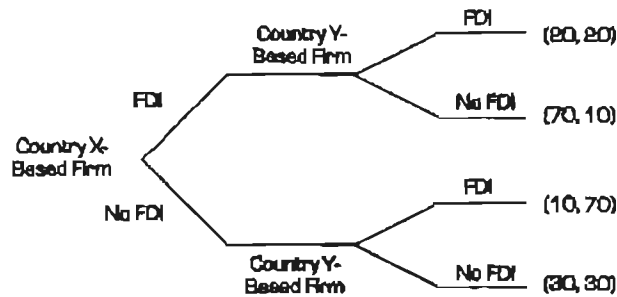 Country Y-
Based Firm
FDI
(20, 20)
FDI
No FDI
(70, 10)
Country X-
Based Firm
No FDI
FDI
(10, 70)
Country Y-
Based Firm
No FDI
(30, 30)